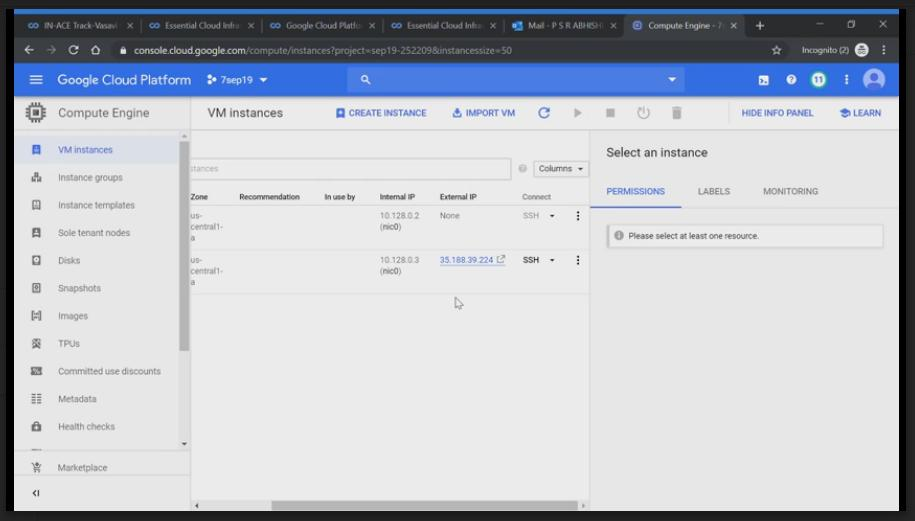 IN-ACE Track-Vasavi
Essential Cloud Infra
Google Cloud Platfo
Essential Cloud Infra
Mail - P S R ABHISH
Compute Engine - 7
console.cloud.google.com/compute/instances?project=sep19-252209&instancessize=50
Incognito (2)
Google Cloud Platform
7sep19
11
Compute Engine
VM instances
CREATE INSTANCE
IMPORT VM
HIDE INFO PANEL
LEARN
VM instances
Instance groups
Instance templates
Sole tenant nodes
Disks
Snapshots
Images
TPUs
Committed use discounts
Metadata
Health checks
Marketplace
stances
Columns
Zone Recommendation In use by Internal IP External IP Connect
us-
central1-
a
10.128.0.2
(nic0)
None
SSH
us-
central1-
a
10.128.0.3
(nic0)
35.188.39.224
SSH
Select an instance
PERMISSIONS
LABELS
MONITORING
Please select at least one resource.